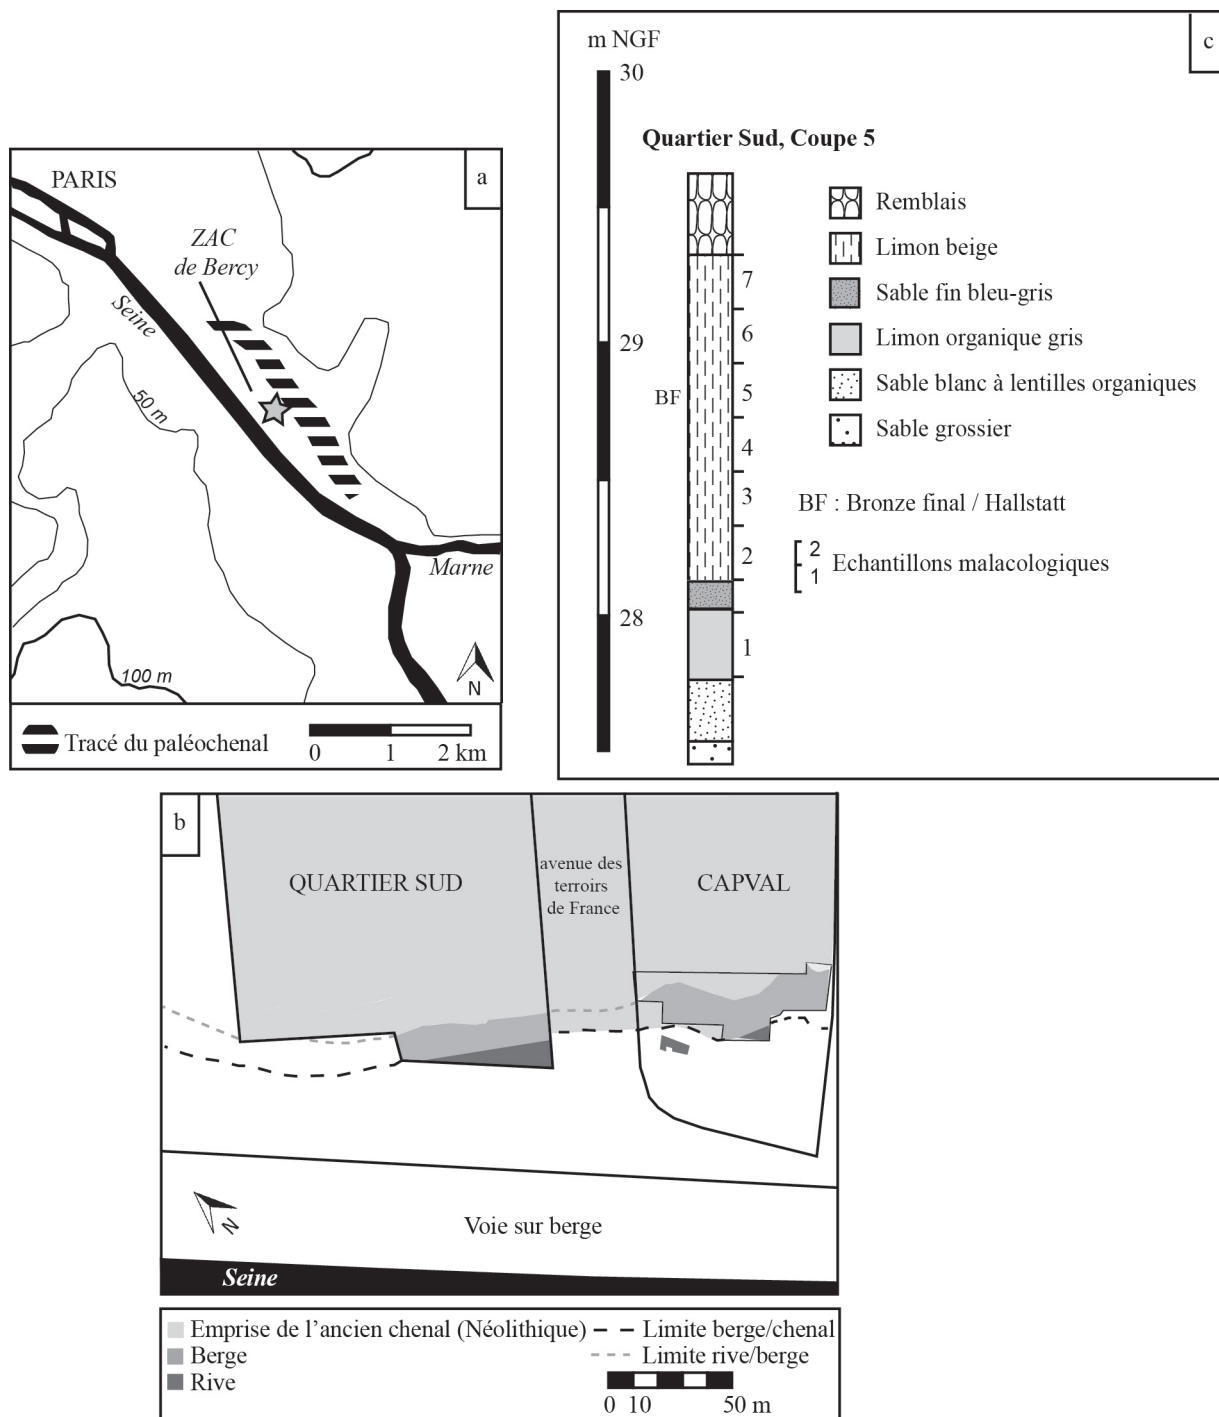 a
PARIS
ZAC
de Bercy
Seine
50 m
Marne
100 m
N
Tracé du paléochenal
0 1 2 km
c
m NGF
30
29
28
Quartier Sud, Coupe 5
7
6
5
4
3
2
1
BF
Remblais
Limon beige
Sable fin bleu-gris
Limon organique gris
Sable blanc à lentilles organiques
Sable grossier
BF : Bronze final / Hallstatt
2
1
Echantillons malacologiques
b
QUARTIER SUD
avenue des
terroirs
de France
CAPVAL
N
Voie sur berge
Seine
Emprise de l'ancien chenal (Néolithique)
Berge
Rive
Limite berge/chenal
Limite rive/berge
0 10 50 m